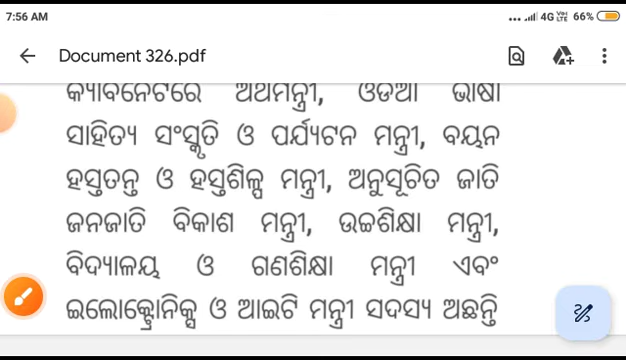 7:56 AM 4G VoLTE 66%
Document 326.pdf
କ୍ୟାବିନେଟରେ ଅର୍ଥମନ୍ତ୍ରୀ, ଓଡିଆ ଭାଷା
ସାହିତ୍ୟ ସଂସ୍କୃତି ଓ ପର୍ଯ୍ୟଟନ ମନ୍ତ୍ରୀ, ବୟନ
ହସ୍ତତନ୍ତ ଓ ହସ୍ତଶିଳ୍ପ ମନ୍ତ୍ରୀ, ଅନୁସୂଚିତ ଜାତି
ଜନଜାତି ବିକାଶ ମନ୍ତ୍ରୀ, ଉଚ୍ଚଶିକ୍ଷା ମନ୍ତ୍ରୀ,
ବିଦ୍ୟାଳୟ ଓ ଗଣଶିକ୍ଷା ମନ୍ତ୍ରୀ ଏବଂ
ଇଲୋକ୍ଟ୍ରୋନିକ୍ସ ଓ ଆଇଟି ମନ୍ତ୍ରୀ ସଦସ୍ୟ ଅଛନ୍ତି